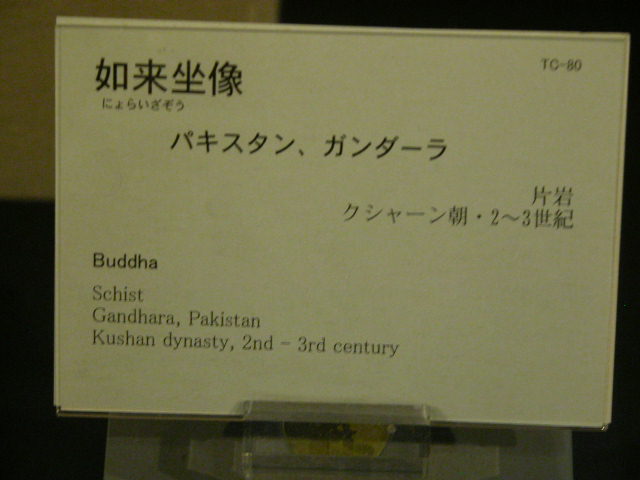 TC-80
如来坐像
にょらいざぞう
パキスタン、ガンダーラ
片岩
クシャーン朝・2〜3世紀
Buddha
Schist
Gandhara, Pakistan
Kushan dynasty, 2nd – 3rd century